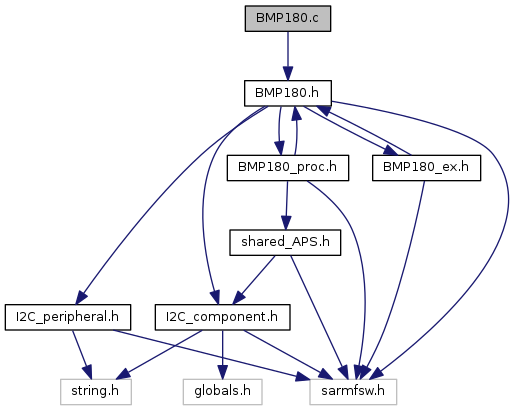 BMP180.c
BMP180.h
BMP180_proc.h
BMP180_ex.h
shared_APS.h
I2C_peripheral.h
I2C_component.h
string.h
globals.h
sarmfsw.h